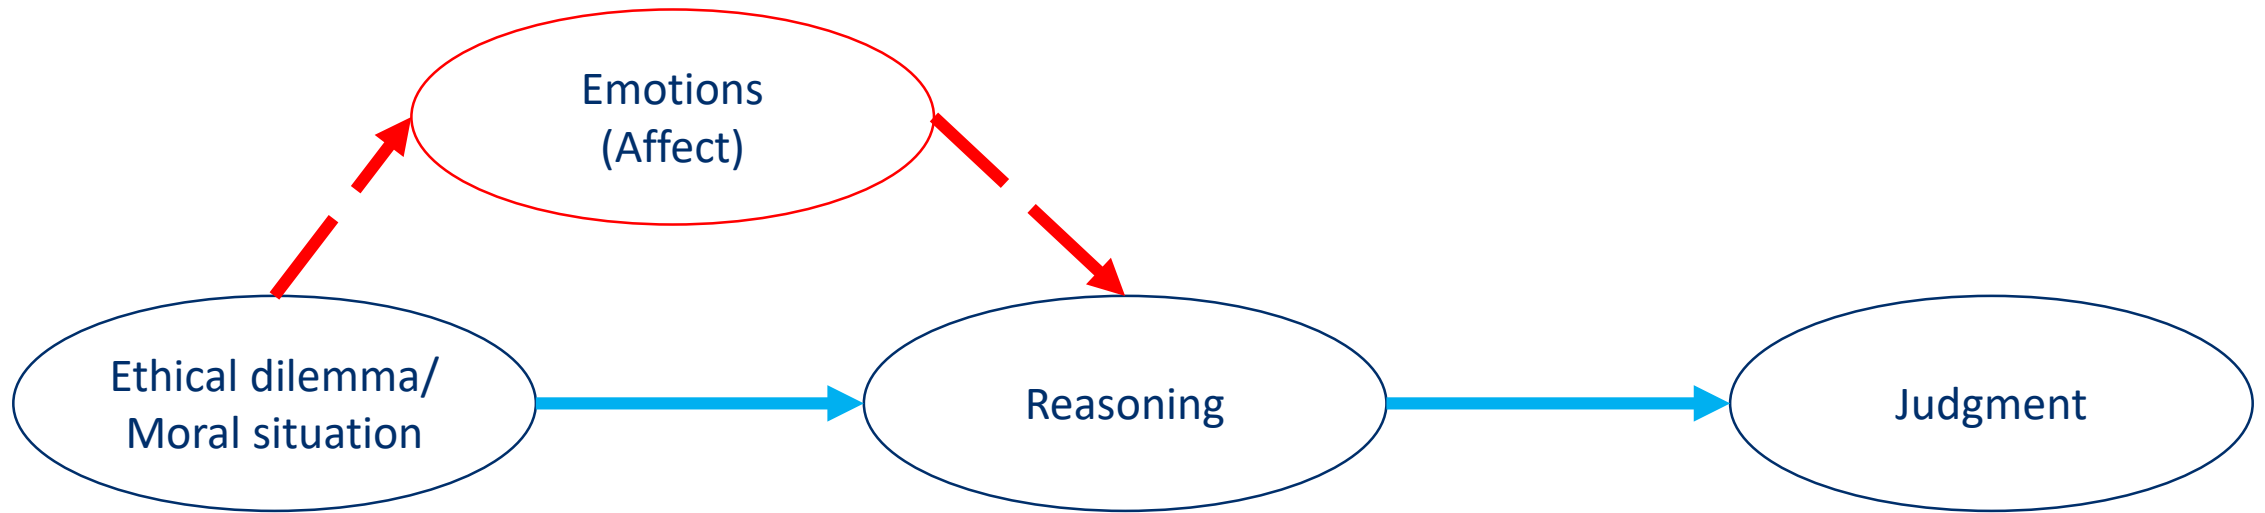 Emotions
(Affect)
Ethical dilemma/
Moral situation
Reasoning
Judgment